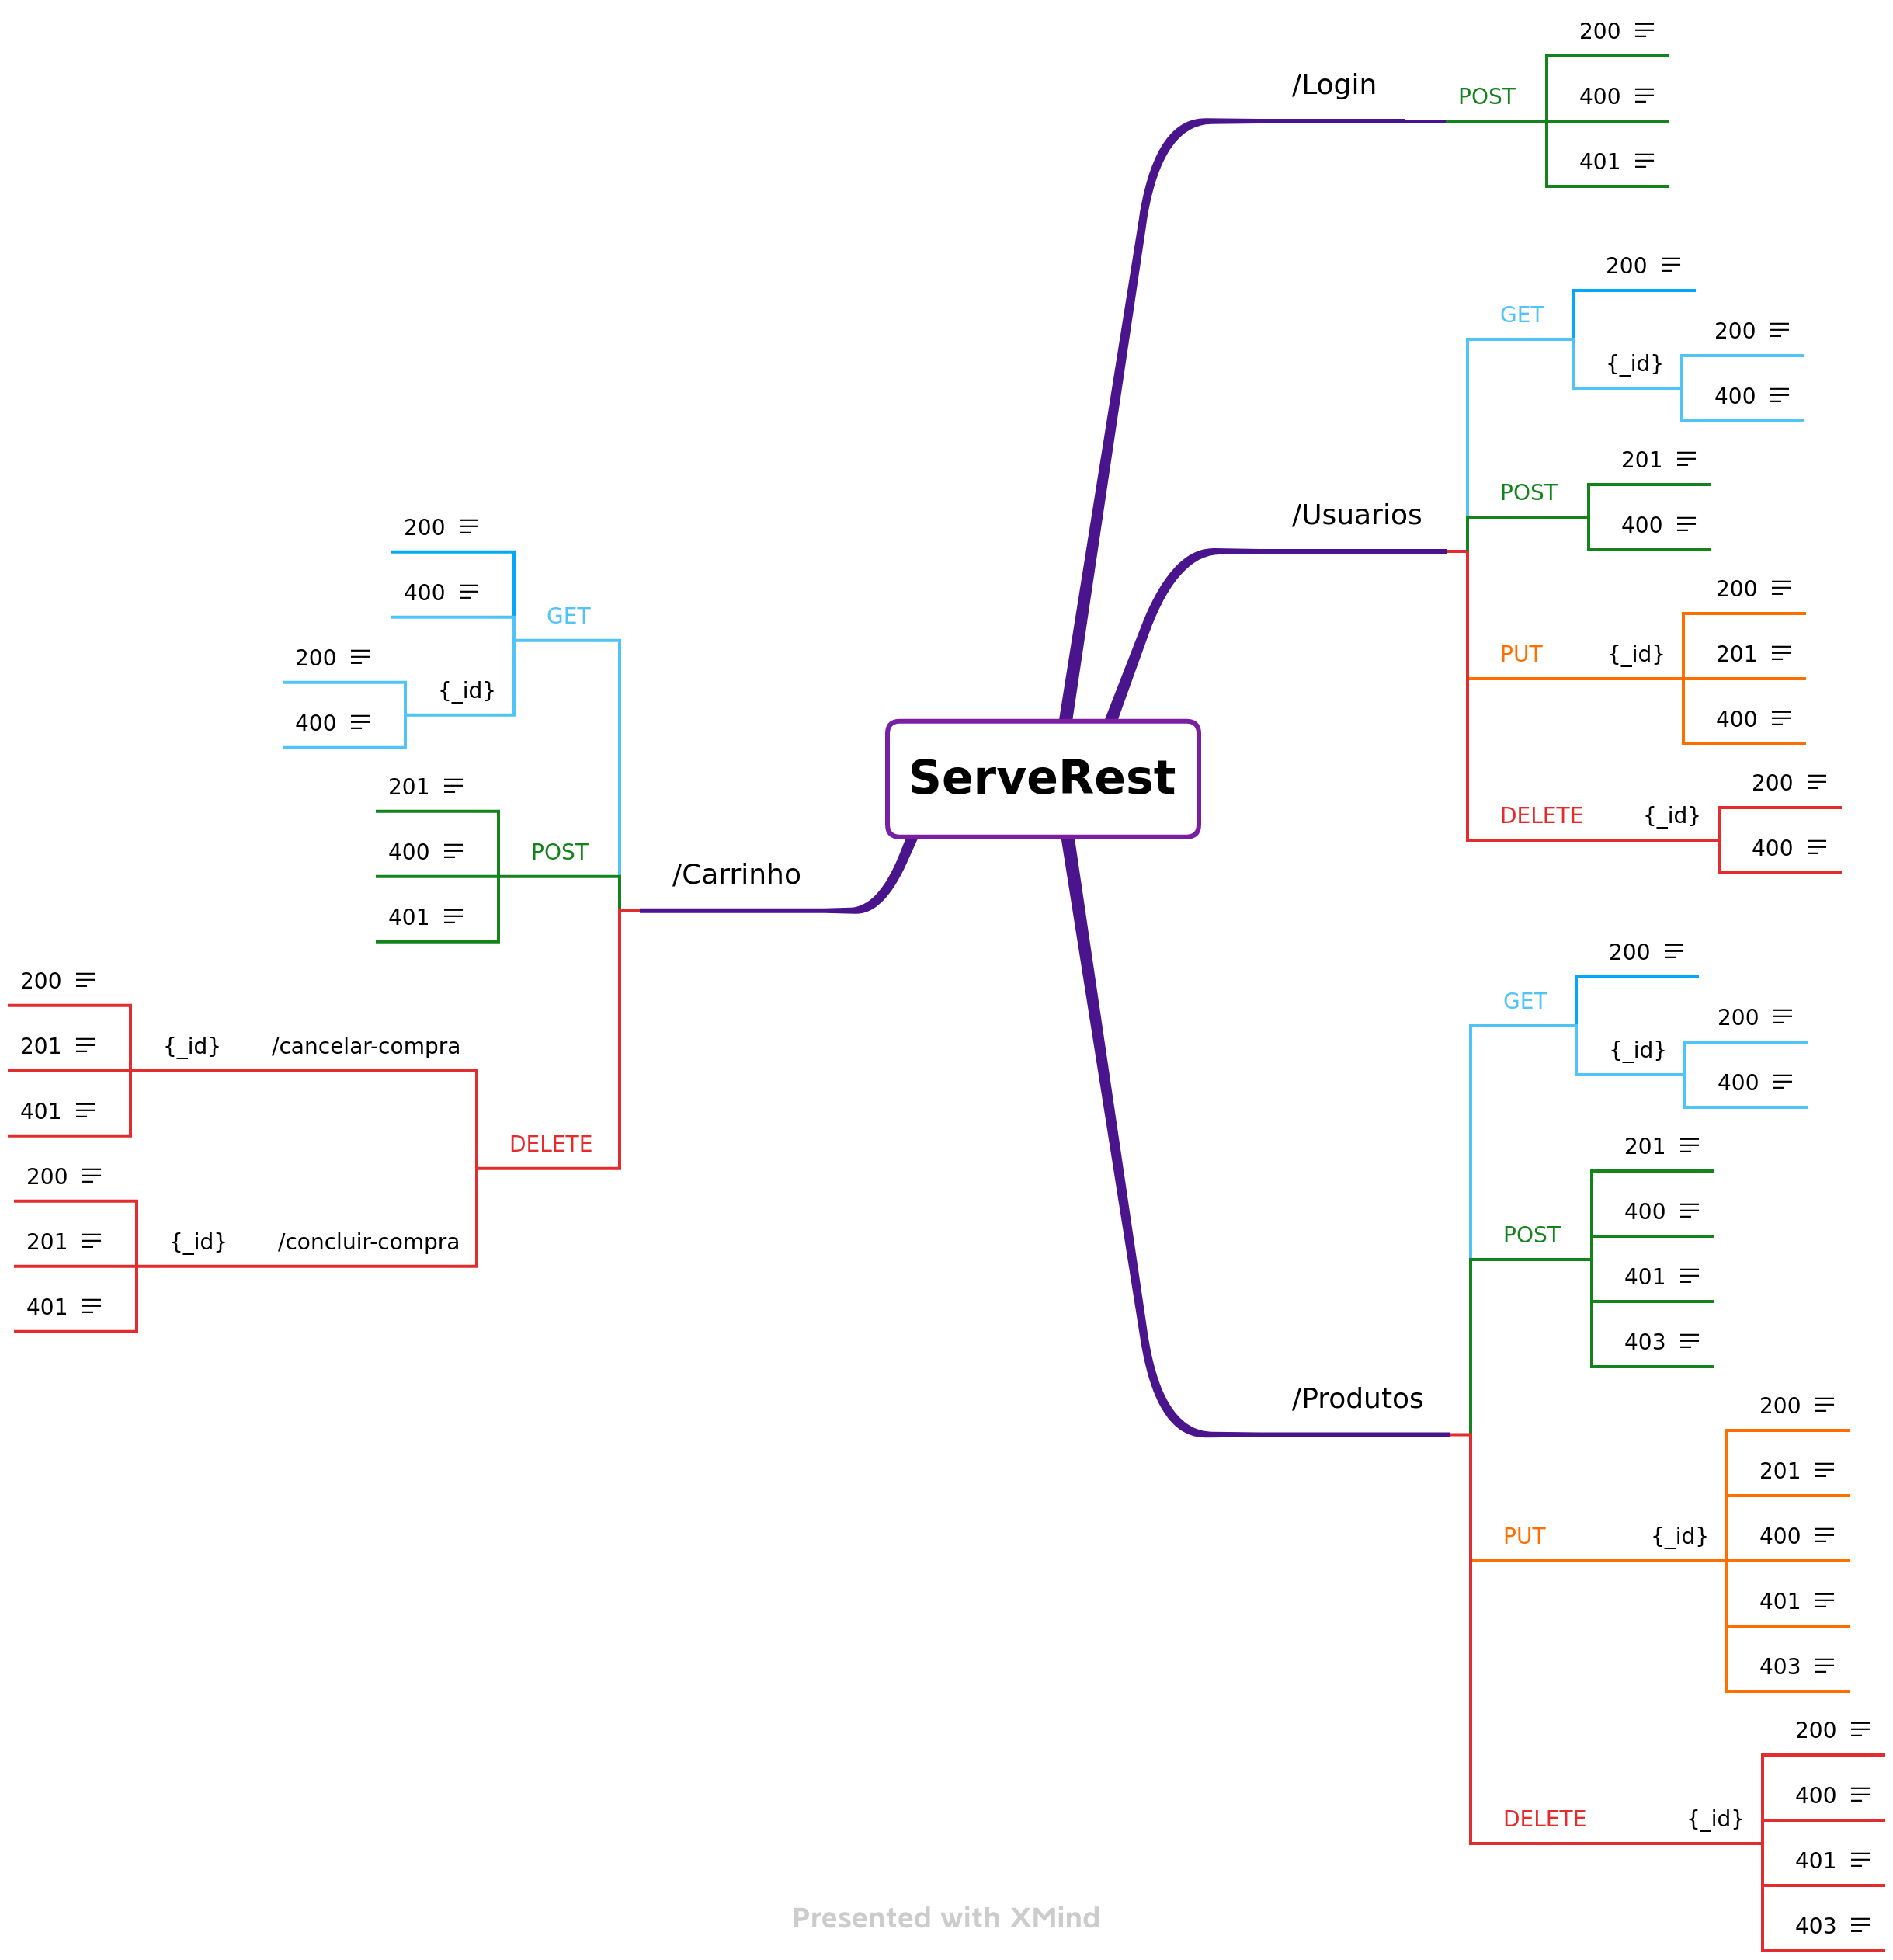 ServeRest
/Login
POST
200
400
401
/Usuarios
GET
200
{_id}
200
400
POST
201
400
PUT
{_id}
200
201
400
DELETE
{_id}
200
400
/Produtos
GET
200
{_id}
200
400
POST
201
400
401
403
PUT
{_id}
200
201
400
401
403
DELETE
{_id}
200
400
401
403
/Carrinho
GET
200
400
{_id}
200
400
POST
201
400
401
DELETE
/cancelar-compra
{_id}
200
201
401
/concluir-compra
{_id}
200
201
401
Presented with XMind